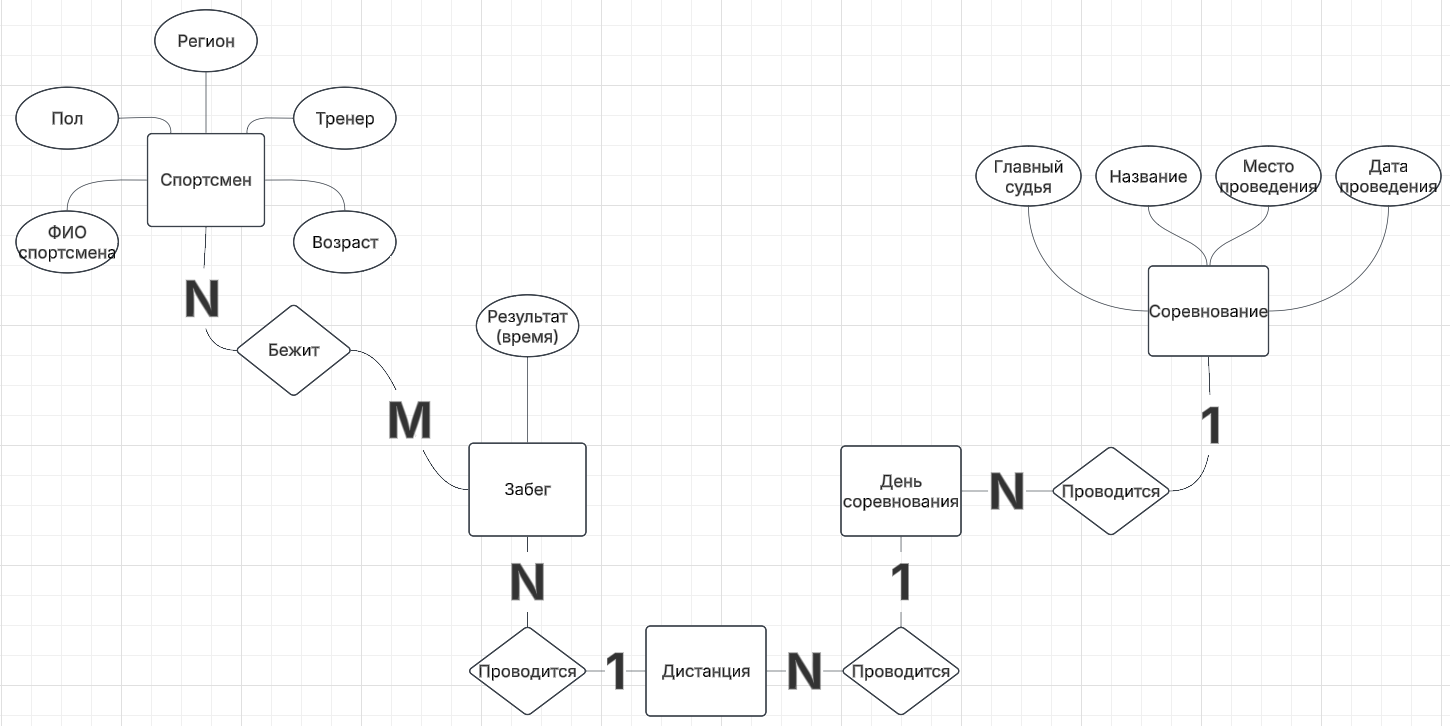 Регион
Пол
Тренер
Спортсмен
ФИО
спортсмена
Возраст
N
Бежит
M
Результат
(время)
Забег
N
Проводится
1
Дистанция
N
Проводится
1
День
соревнования
N
Проводится
1
Соревнование
Главный
судья
Название
Место
проведения
Дата
проведения